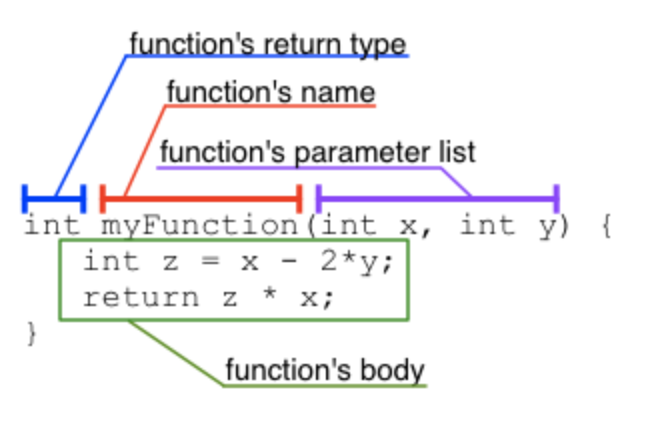 function's return type
function's name
function's parameter list
int myFunction(int x, int y) {
int z = x - 2*y;
return z * x;
}
function's body